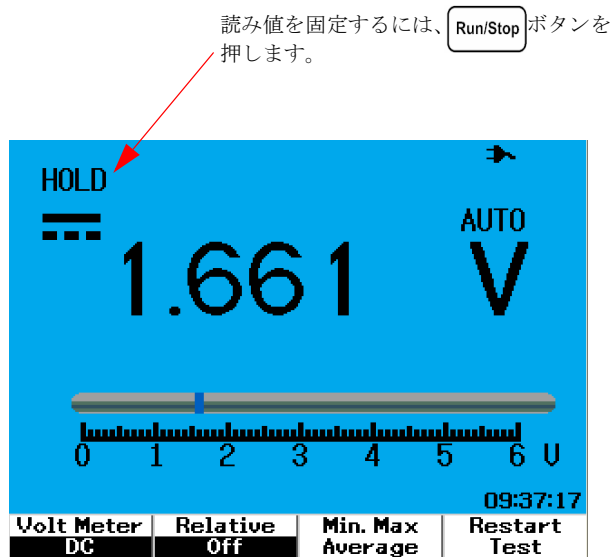 読み値を固定するには、Run/Stopボタンを
押します。
HOLD
AUTO
1.661 V
0 1 2 3 4 5 6 V
09:37:17
Volt Meter Relative Min. Max Restart
DC Off Average Test